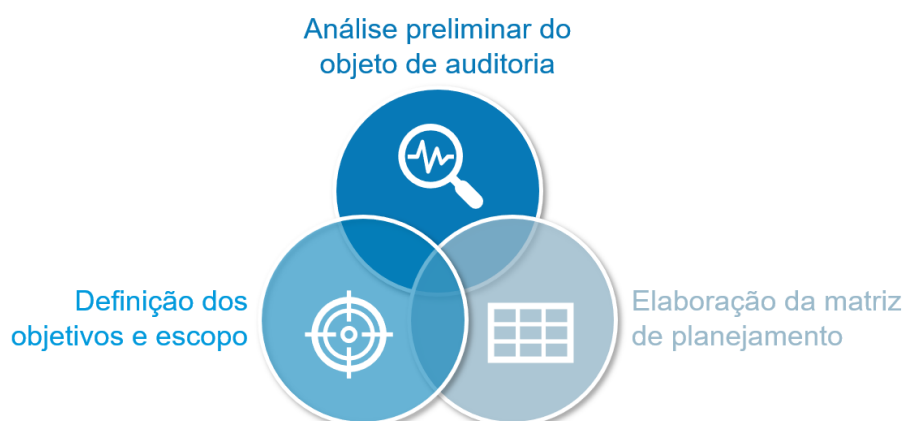 Análise preliminar do
objeto de auditoria
Definição dos
objetivos e escopo
Elaboração da matriz
de planejamento